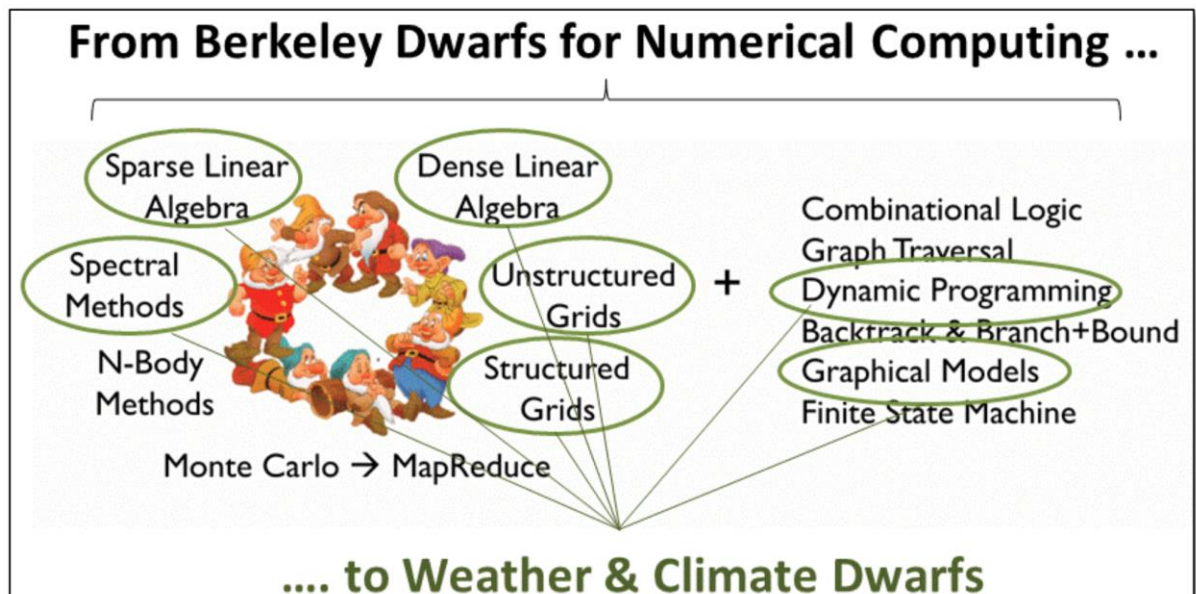 From Berkeley Dwarfs for Numerical Computing ...
Sparse Linear
Algebra
Dense Linear
Algebra
Spectral
Methods
Unstructured
Grids
N-Body
Methods
Structured
Grids
Monte Carlo → MapReduce
+
Combinational Logic
Graph Traversal
Dynamic Programming
Backtrack & Branch+Bound
Graphical Models
Finite State Machine
.... to Weather & Climate Dwarfs